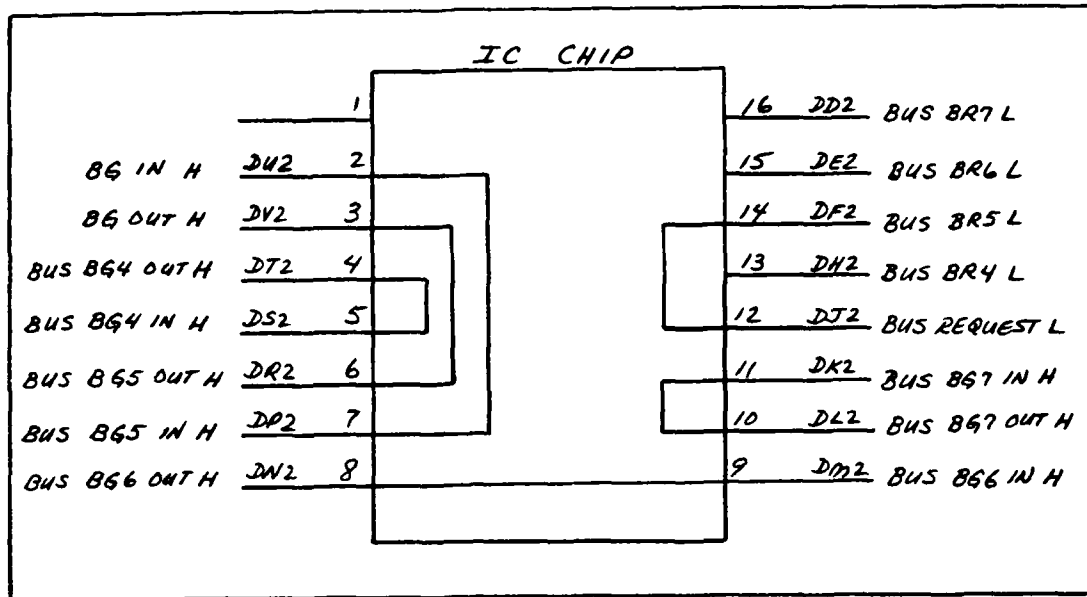 IC CHIP
1
BG IN H DU2 2
BG OUT H DV2 3
BUS BG4 OUT H DT2 4
BUS BG4 IN H DS2 5
BUS BG5 OUT H DR2 6
BUS BG5 IN H DP2 7
BUS BG6 OUT H DN2 8
16 DD2 BUS BR7 L
15 DE2 BUS BR6 L
14 DF2 BUS BR5 L
13 DH2 BUS BR4 L
12 DJ2 BUS REQUEST L
11 DK2 BUS BG7 IN H
10 DL2 BUS BG7 OUT H
9 DM2 BUS BG6 IN H